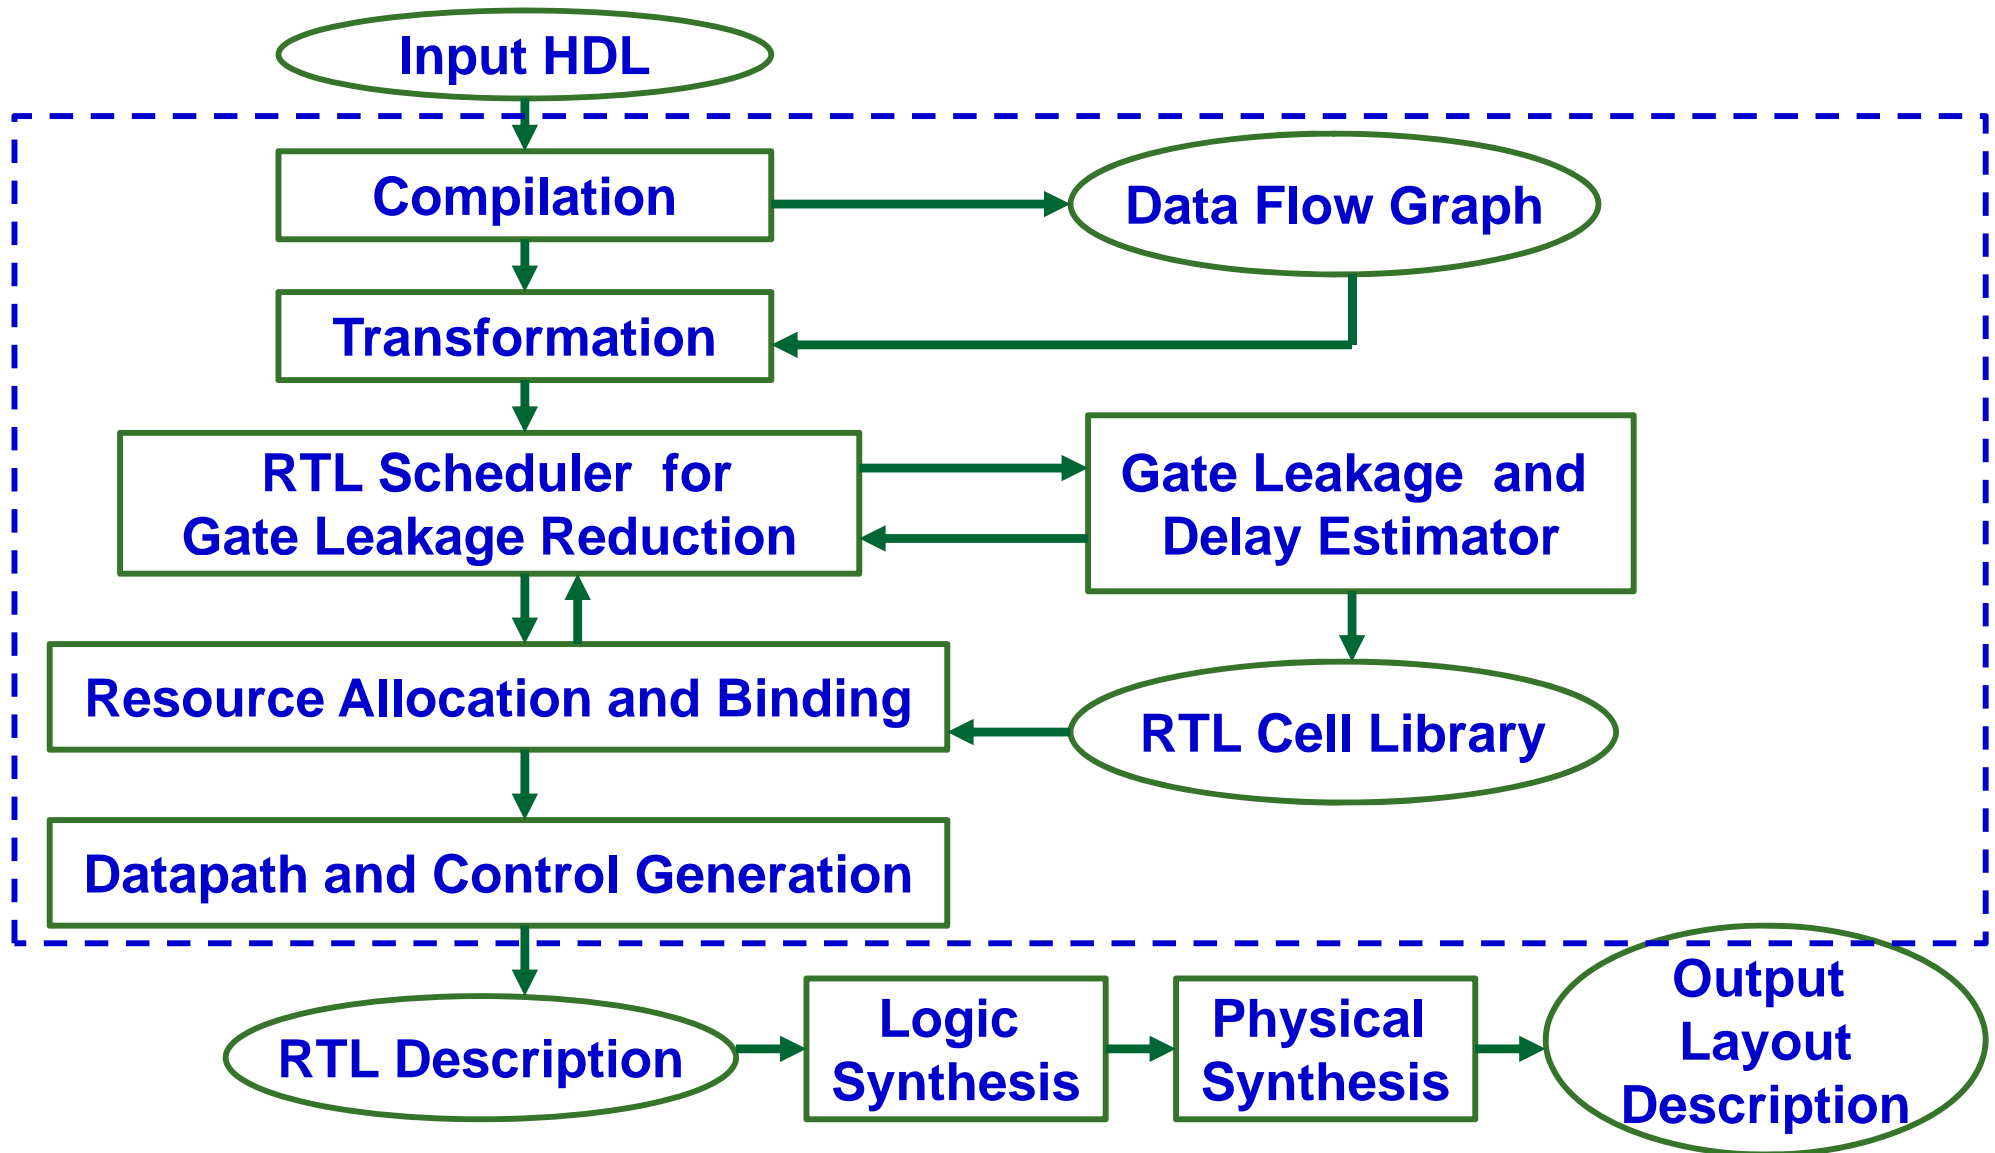 Input HDL
Compilation
Data Flow Graph
Transformation
RTL Scheduler for
Gate Leakage Reduction
Gate Leakage and
Delay Estimator
Resource Allocation and Binding
RTL Cell Library
Datapath and Control Generation
RTL Description
Logic
Synthesis
Physical
Synthesis
Output
Layout
Description